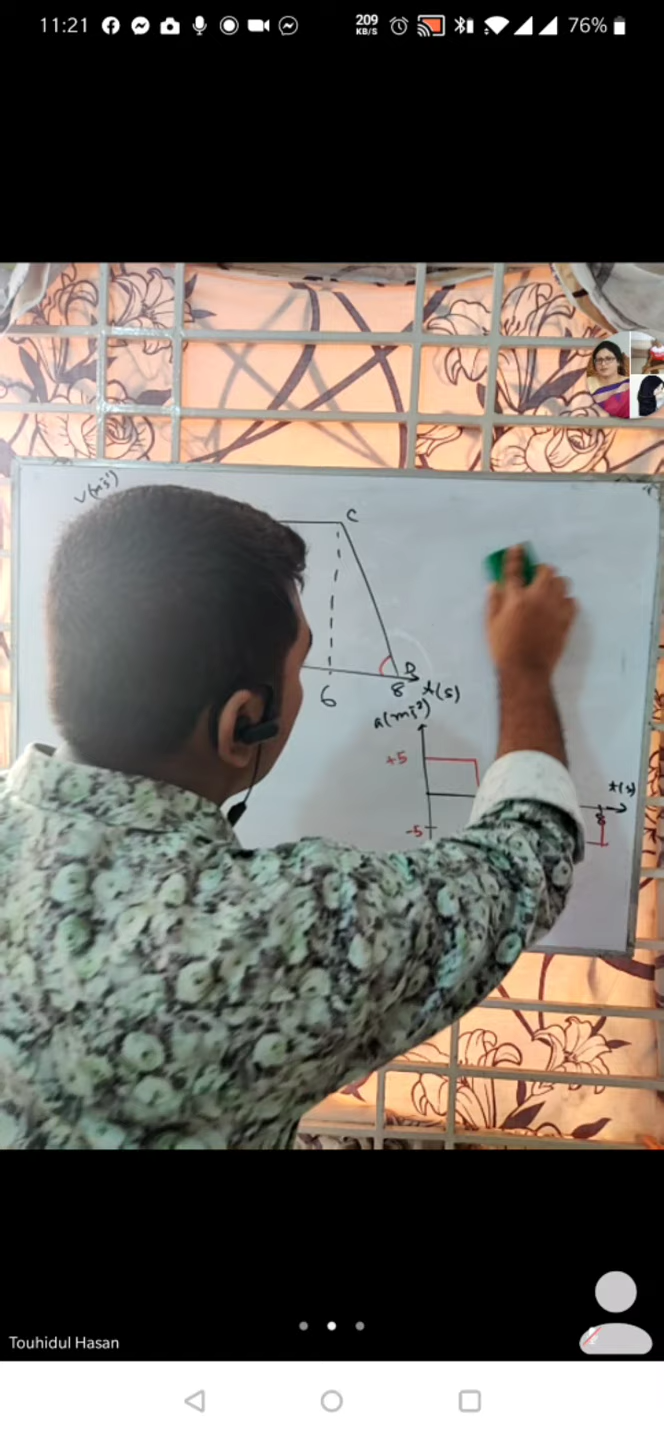 11:21 209 KB/S 76%
V(ms⁻¹)
C
D
6 8 t(s)
a(ms⁻²)
+5
t(s)
8
-5
Touhidul Hasan